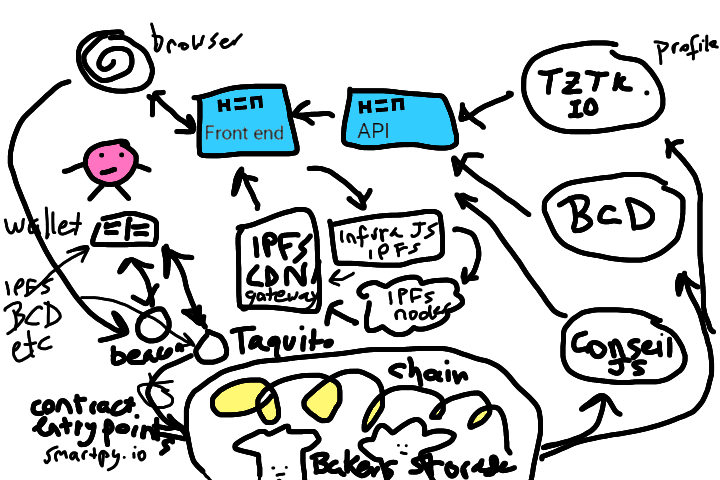 browser
profile
H=n
Front end
H=n
API
TZTK.
IO
wallet
IPFS
CDN
gateway
infura JS
IPFS
BCD
IPFS
BCD
etc
IPFs
nodes
beacon
Taquito
Conseil
JS
chain
contract
entrypoints
smartpy.io
Bakers storage